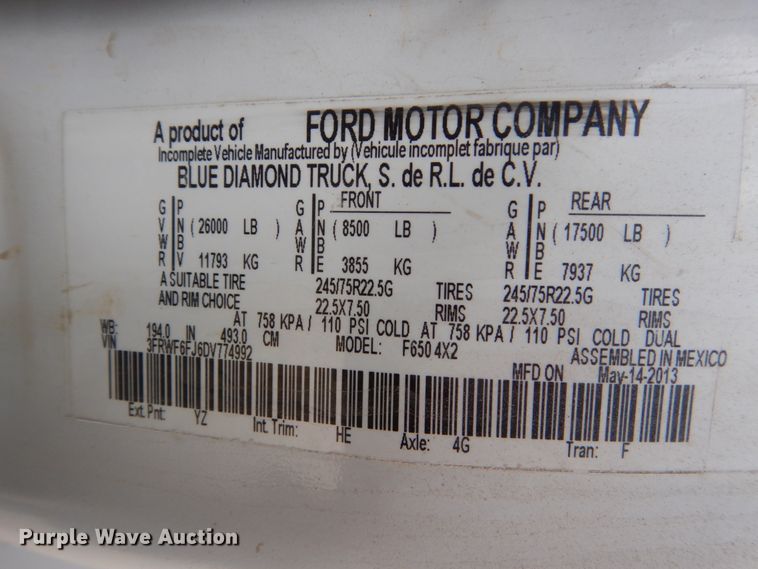 A product of FORD MOTOR COMPANY
Incomplete Vehicle Manufactured by (Vehicule incomplet fabrique par)
BLUE DIAMOND TRUCK, S. de R.L. de C.V.
G P G P FRONT G P REAR
V N ( 26000 LB ) A N ( 8500 LB ) A N ( 17500 LB )
W B W B W B
R V 11793 KG R E 3855 KG R E 7937 KG
A SUITABLE TIRE 245/75R22.5G TIRES 245/75R22.5G TIRES
AND RIM CHOICE 22.5X7.50 RIMS 22.5X7.50 RIMS
AT 758 KPA / 110 PSI COLD AT 758 KPA / 110 PSI COLD DUAL
WB: 194.0 IN 493.0 CM MODEL: F650 4X2 ASSEMBLED IN MEXICO
VIN 3FRWF6FJ6DV774992 MFD ON May-14-2013
Ext. Pnt: YZ Int. Trim: HE Axle: 4G Tran: F
Purple Wave Auction
purplewave.com